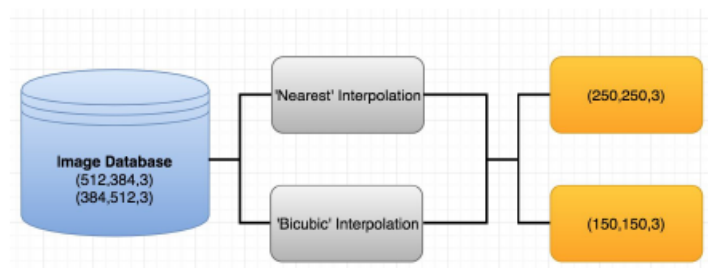 Image Database
(512,384,3)
(384,512,3)
'Nearest' Interpolation
'Bicubic' Interpolation
(250,250,3)
(150,150,3)